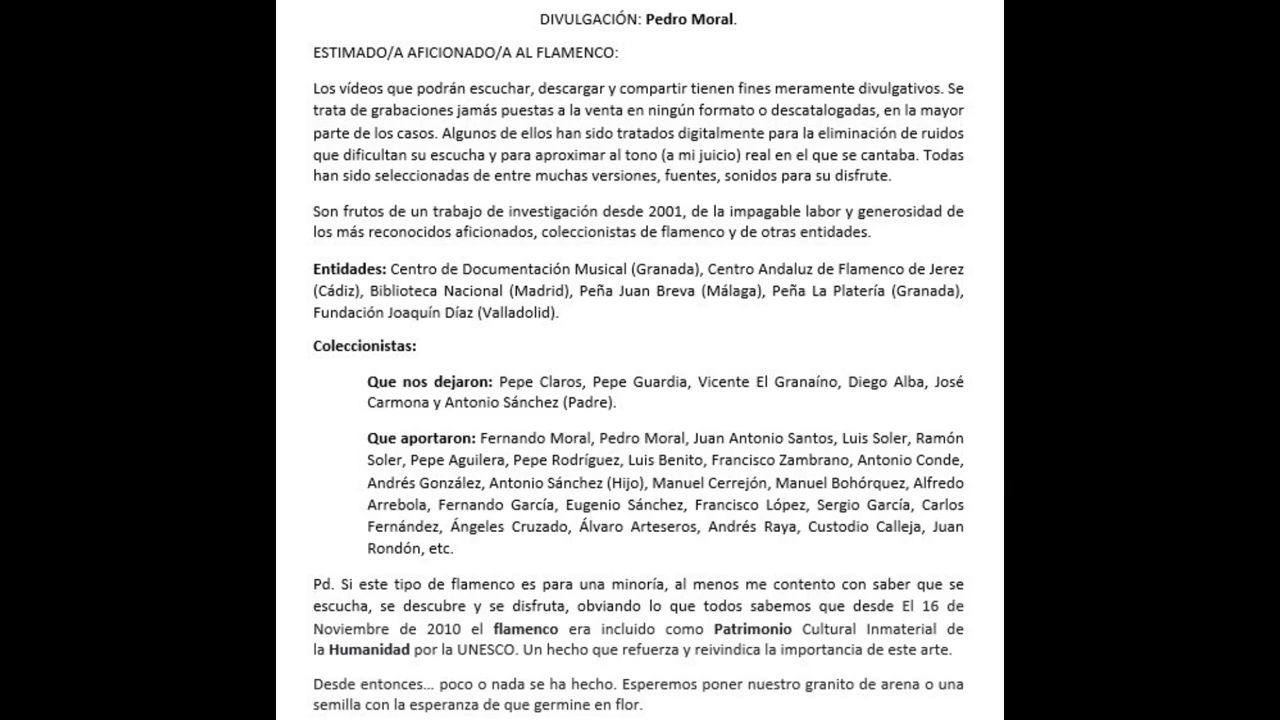 DIVULGACIÓN: Pedro Moral.
ESTIMADO/A AFICIONADO/A AL FLAMENCO:
Los vídeos que podrán escuchar, descargar y compartir tienen fines meramente divulgativos. Se
trata de grabaciones jamás puestas a la venta en ningún formato o descatalogadas, en la mayor
parte de los casos. Algunos de ellos han sido tratados digitalmente para la eliminación de ruidos
que dificultan su escucha y para aproximar al tono (a mi juicio) real en el que se cantaba. Todas
han sido seleccionadas de entre muchas versiones, fuentes, sonidos para su disfrute.
Son frutos de un trabajo de investigación desde 2001, de la impagable labor y generosidad de
los más reconocidos aficionados, coleccionistas de flamenco y de otras entidades.
Entidades: Centro de Documentación Musical (Granada), Centro Andaluz de Flamenco de Jerez
(Cádiz), Biblioteca Nacional (Madrid), Peña Juan Breva (Málaga), Peña La Platería (Granada),
Fundación Joaquín Díaz (Valladolid).
Coleccionistas:
Que nos dejaron: Pepe Claros, Pepe Guardia, Vicente El Granaíno, Diego Alba, José
Carmona y Antonio Sánchez (Padre).
Que aportaron: Fernando Moral, Pedro Moral, Juan Antonio Santos, Luis Soler, Ramón
Soler, Pepe Aguilera, Pepe Rodríguez, Luis Benito, Francisco Zambrano, Antonio Conde,
Andrés González, Antonio Sánchez (Hijo), Manuel Cerrejón, Manuel Bohórquez, Alfredo
Arrebola, Fernando García, Eugenio Sánchez, Francisco López, Sergio García, Carlos
Fernández, Ángeles Cruzado, Álvaro Arteseros, Andrés Raya, Custodio Calleja, Juan
Rondón, etc.
Pd. Si este tipo de flamenco es para una minoría, al menos me contento con saber que se
escucha, se descubre y se disfruta, obviando lo que todos sabemos que desde El 16 de
Noviembre de 2010 el flamenco era incluido como Patrimonio Cultural Inmaterial de
la Humanidad por la UNESCO. Un hecho que refuerza y reivindica la importancia de este arte.
Desde entonces... poco o nada se ha hecho. Esperemos poner nuestro granito de arena o una
semilla con la esperanza de que germine en flor.